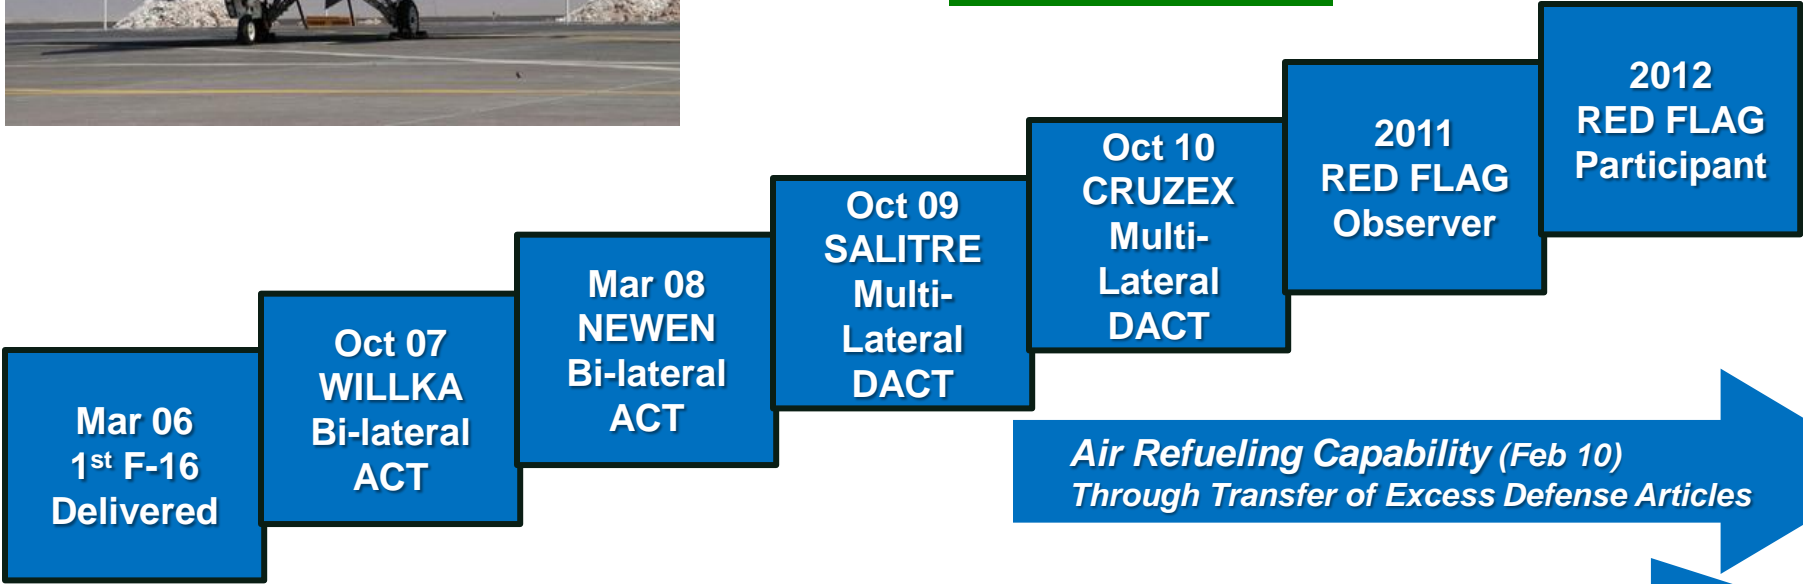 Mar 06
1st F-16
Delivered
Oct 07
WILLKA
Bi-lateral
ACT
Mar 08
NEWEN
Bi-lateral
ACT
Oct 09
SALITRE
Multi-
Lateral
DACT
Oct 10
CRUZEX
Multi-
Lateral
DACT
2011
RED FLAG
Observer
2012
RED FLAG
Participant
Air Refueling Capability (Feb 10)
Through Transfer of Excess Defense Articles